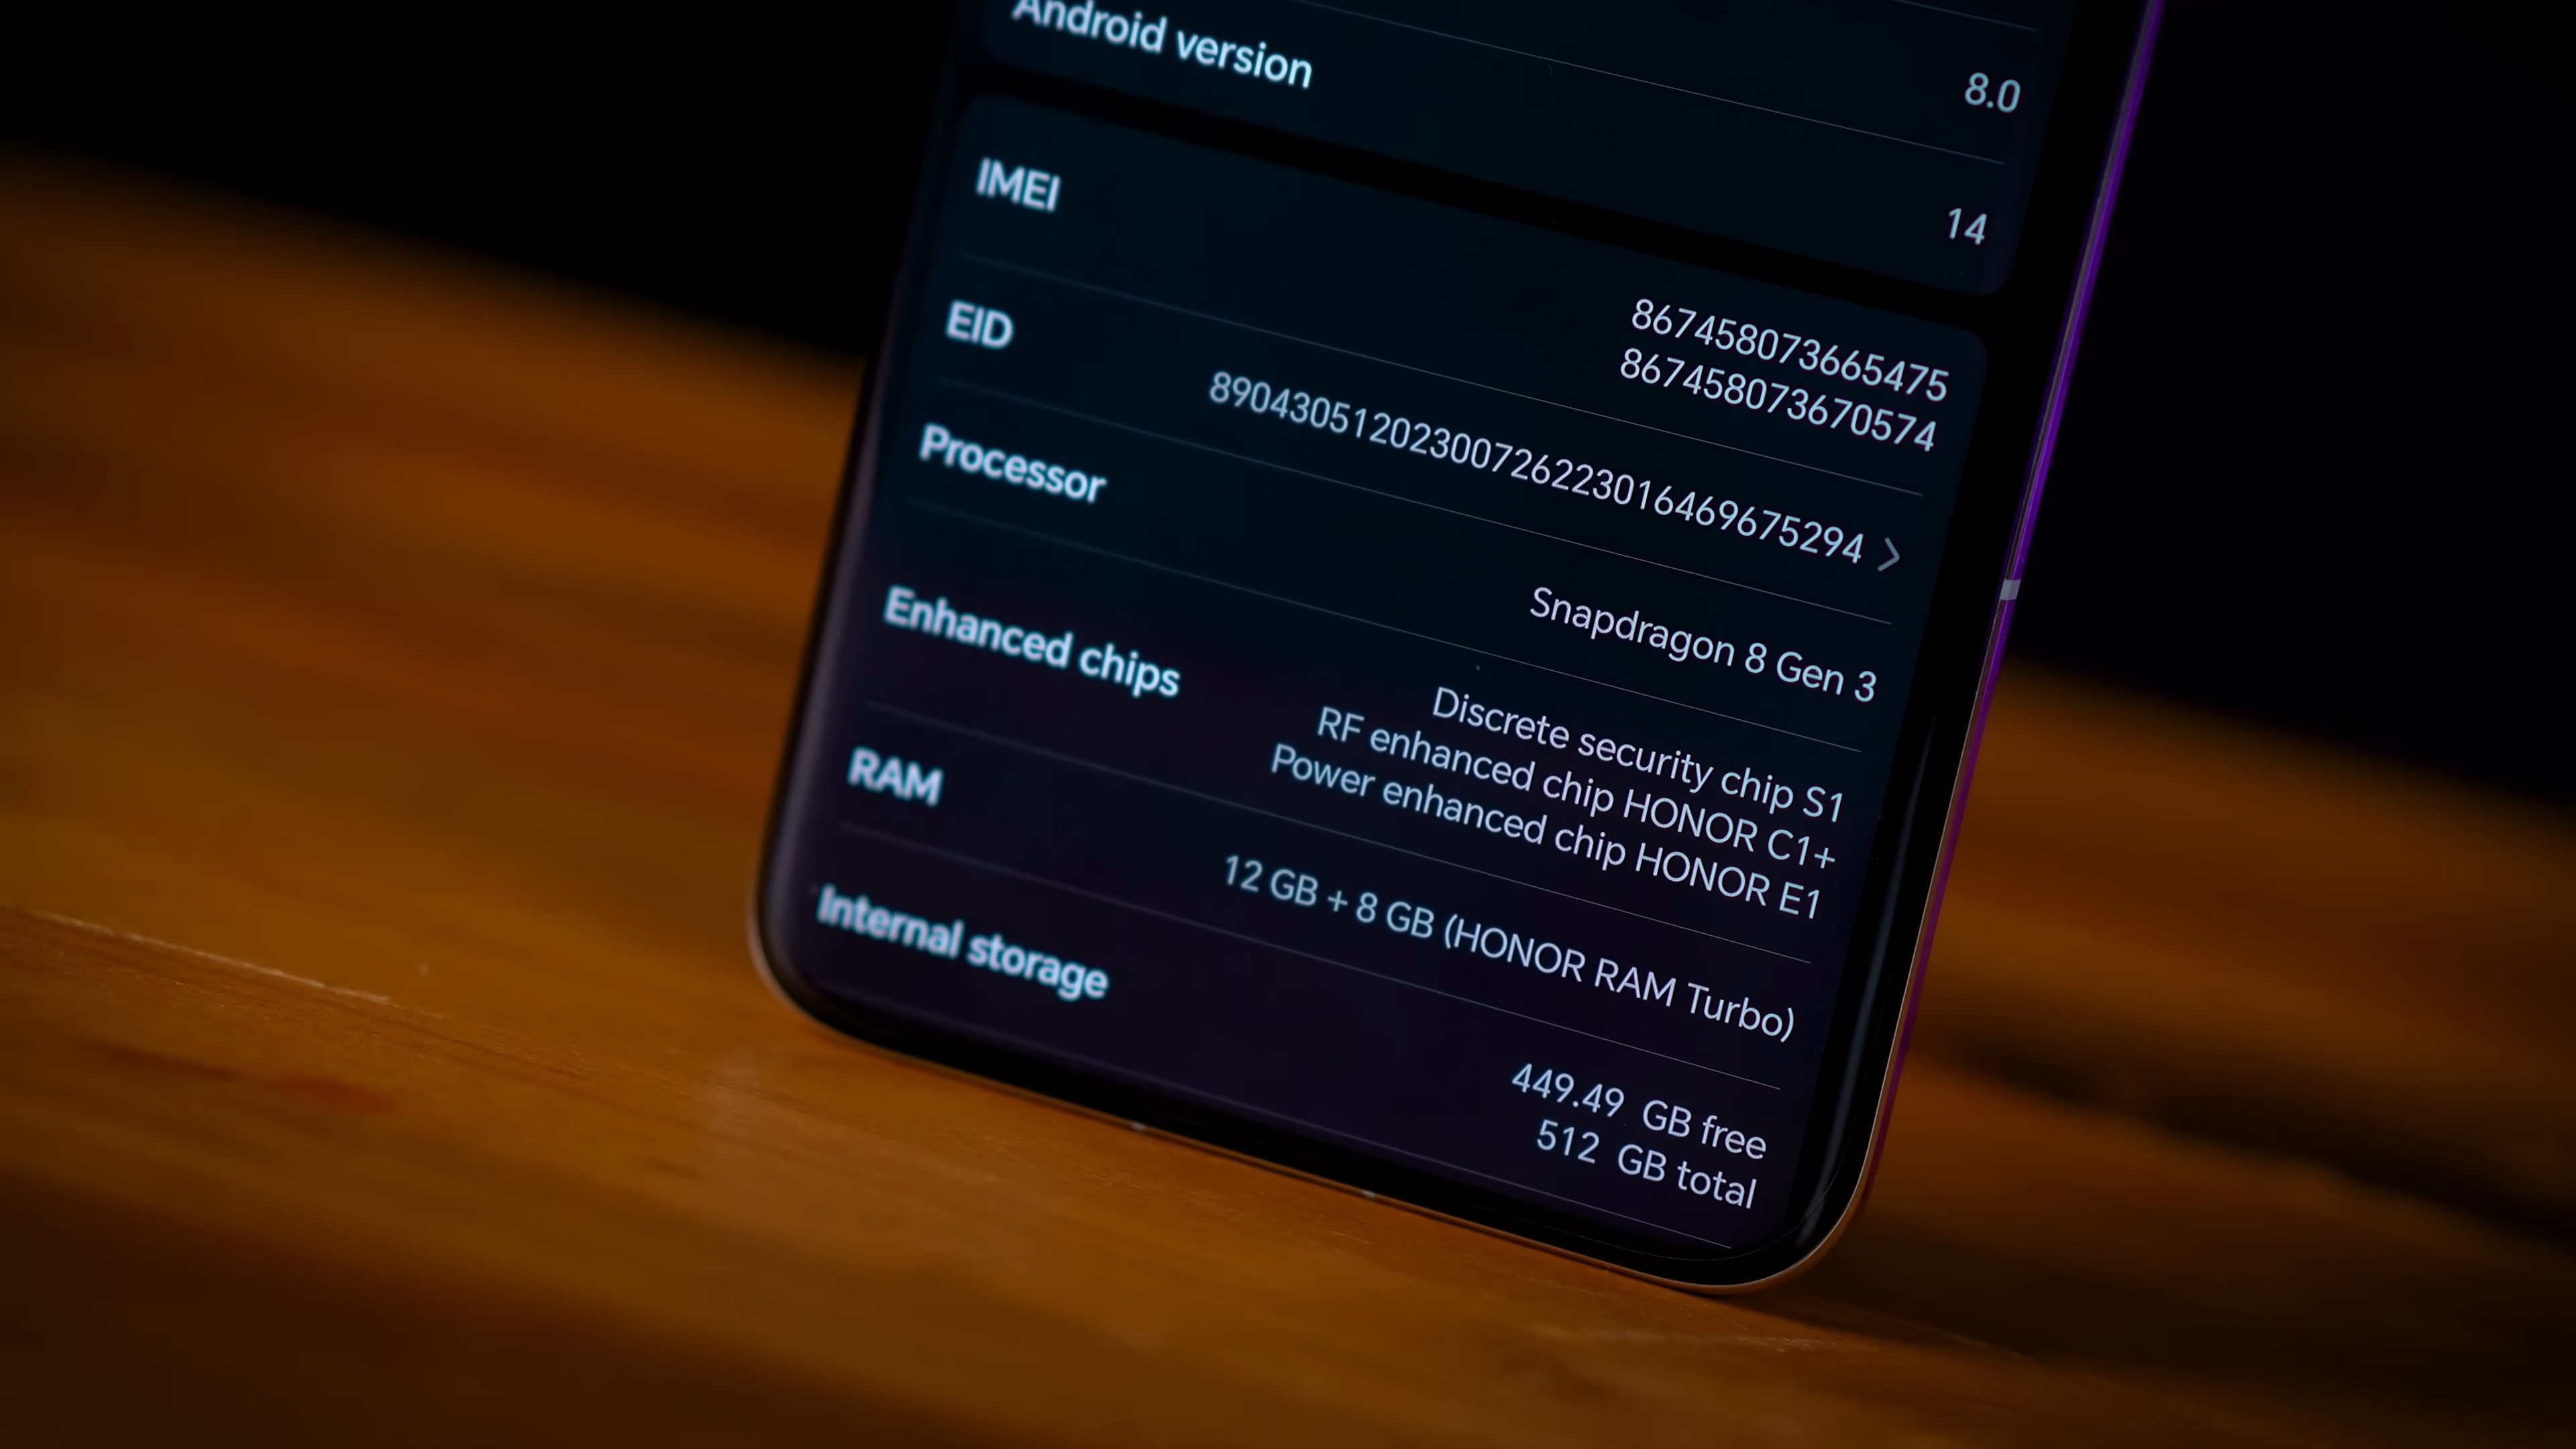 8.0
Android version
14
IMEI
867458073665475
867458073670574
EID
89043051202300726223016469675294 >
Processor
Snapdragon 8 Gen 3
Enhanced chips
Discrete security chip S1
RF enhanced chip HONOR C1+
Power enhanced chip HONOR E1
RAM
12 GB + 8 GB (HONOR RAM Turbo)
Internal storage
449.49 GB free
512 GB total